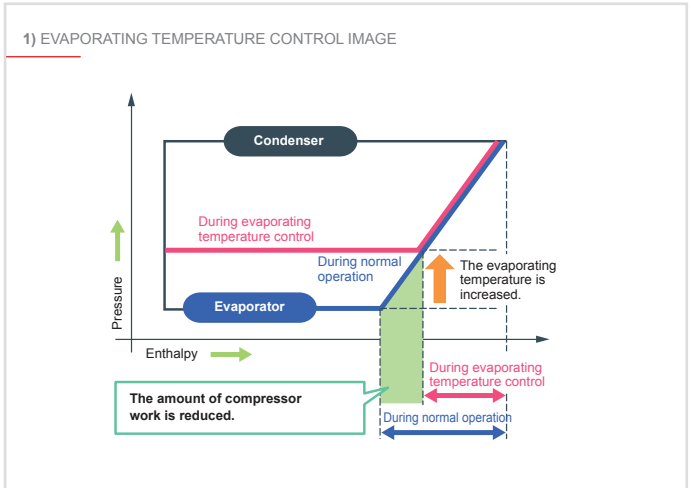 1) EVAPORATING TEMPERATURE CONTROL IMAGE
Condenser
During evaporating
temperature control
During normal
operation
The evaporating
temperature is
increased.
Pressure
Evaporator
Enthalpy
During evaporating
temperature control
The amount of compressor
work is reduced.
During normal operation